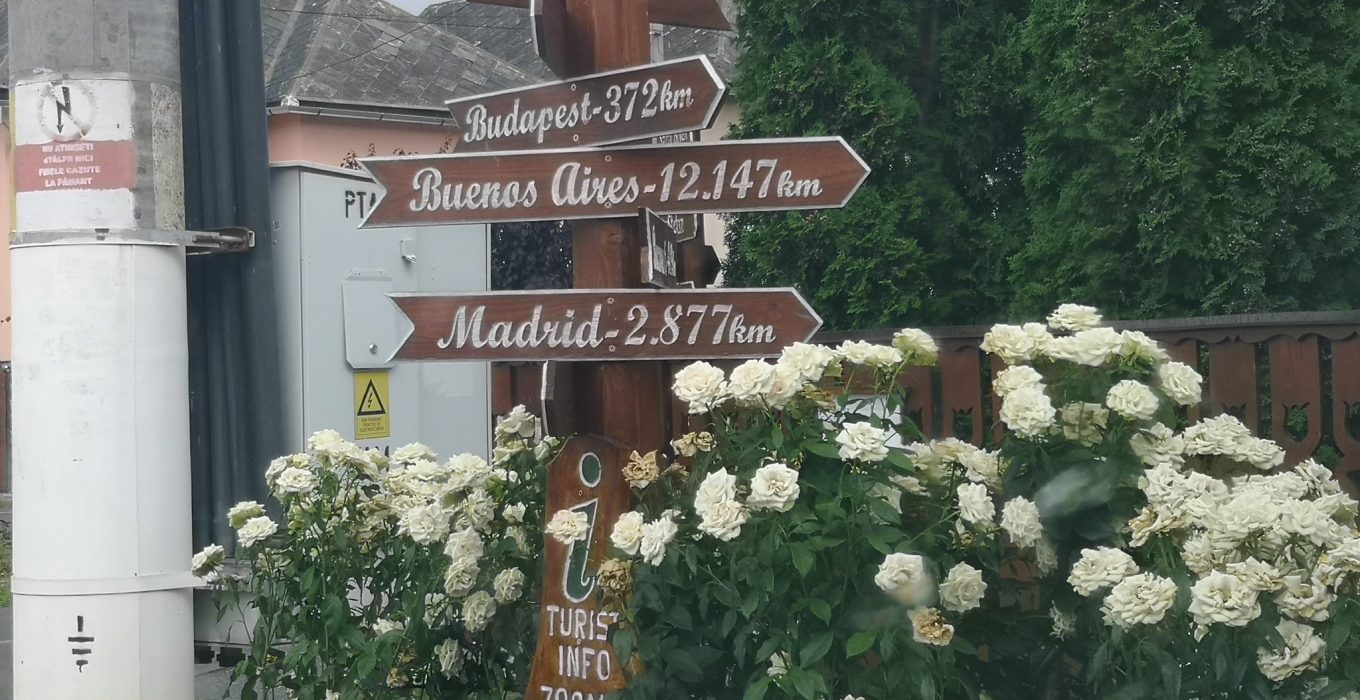 Budapest-372km
Buenos Aires-12.147km
Madrid-2.877km
NU ATINGEȚI
STÂLPII NICI
FIRELE CĂZUTE
LA PĂMÂNT
PT
i
TURIST
INFO